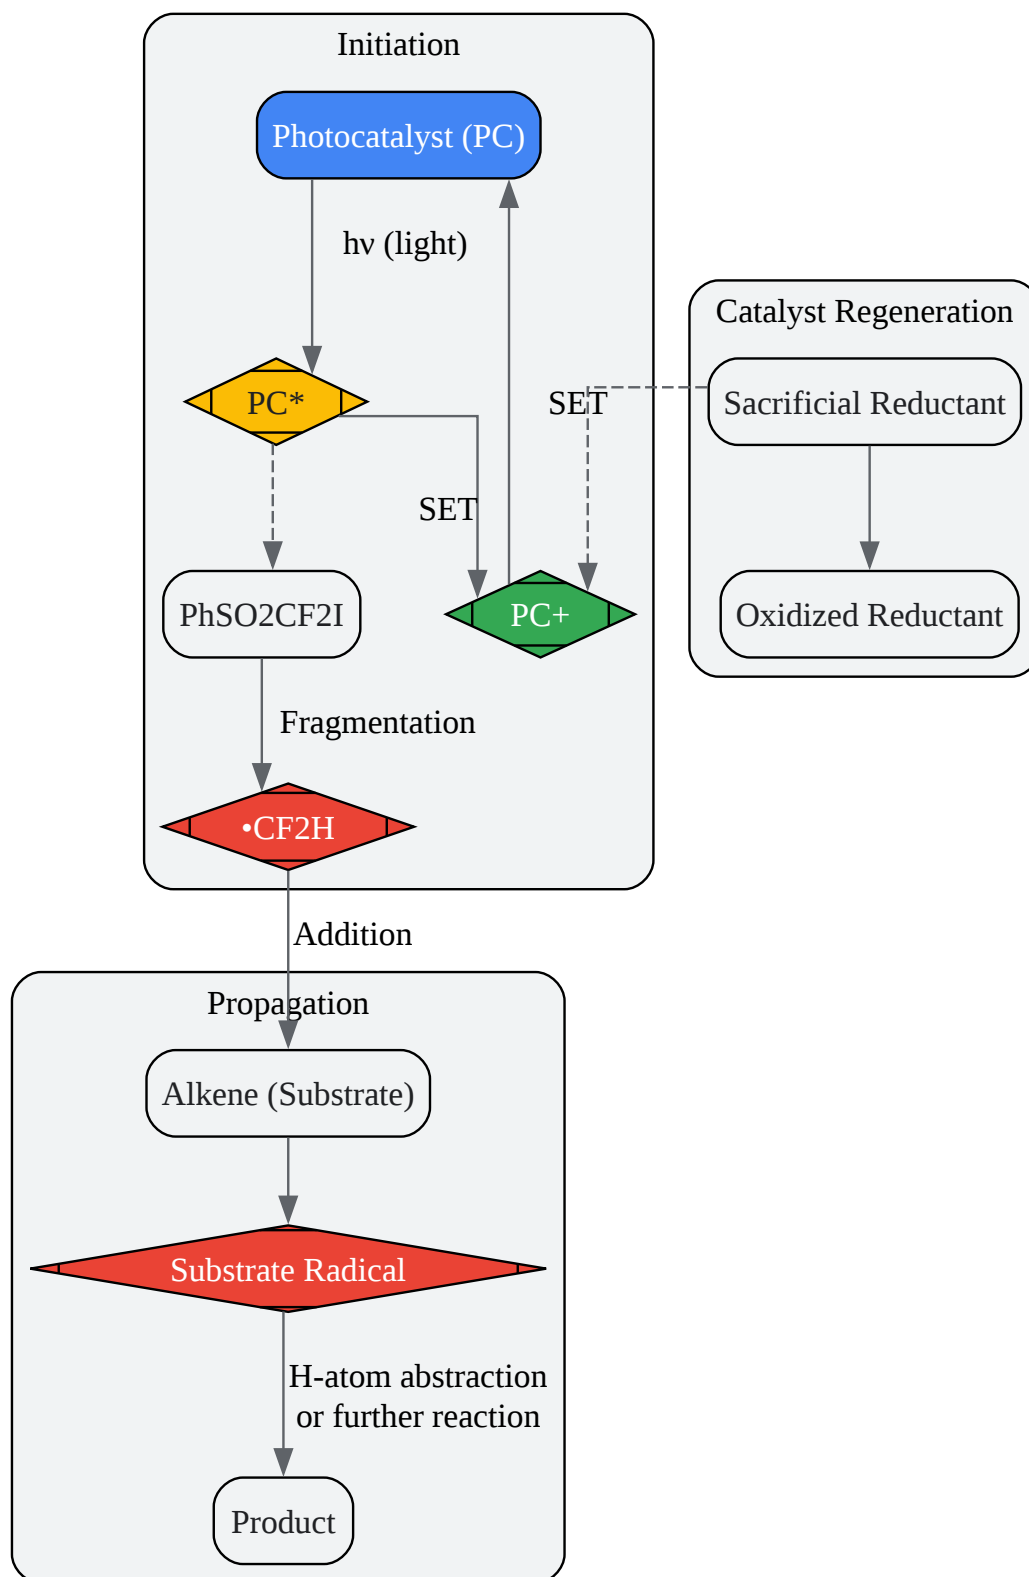 Initiation
Photocatalyst (PC)
hν (light)
Catalyst Regeneration
PC*
SET
Sacrificial Reductant
SET
PhSO2CF2I
PC+
Oxidized Reductant
Fragmentation
•CF2H
Addition
Propagation
Alkene (Substrate)
Substrate Radical
H-atom abstraction
or further reaction
Product